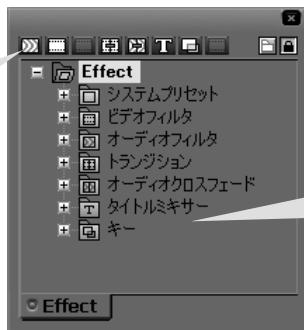 T
Effect
システムプリセット
ビデオフィルタ
オーディオフィルタ
トランジション
オーディオクロスフェード
T タイトルミキサー
キー
Effect